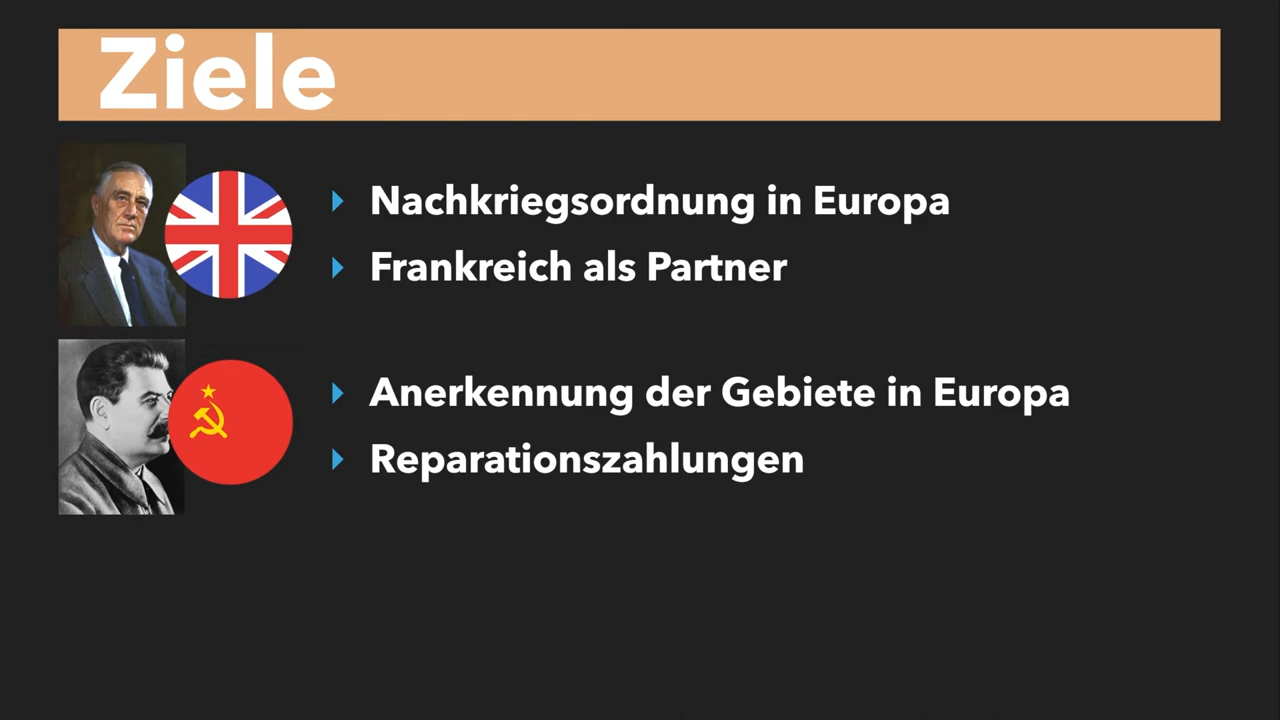 Ziele
Nachkriegsordnung in Europa
Frankreich als Partner
Anerkennung der Gebiete in Europa
Reparationszahlungen